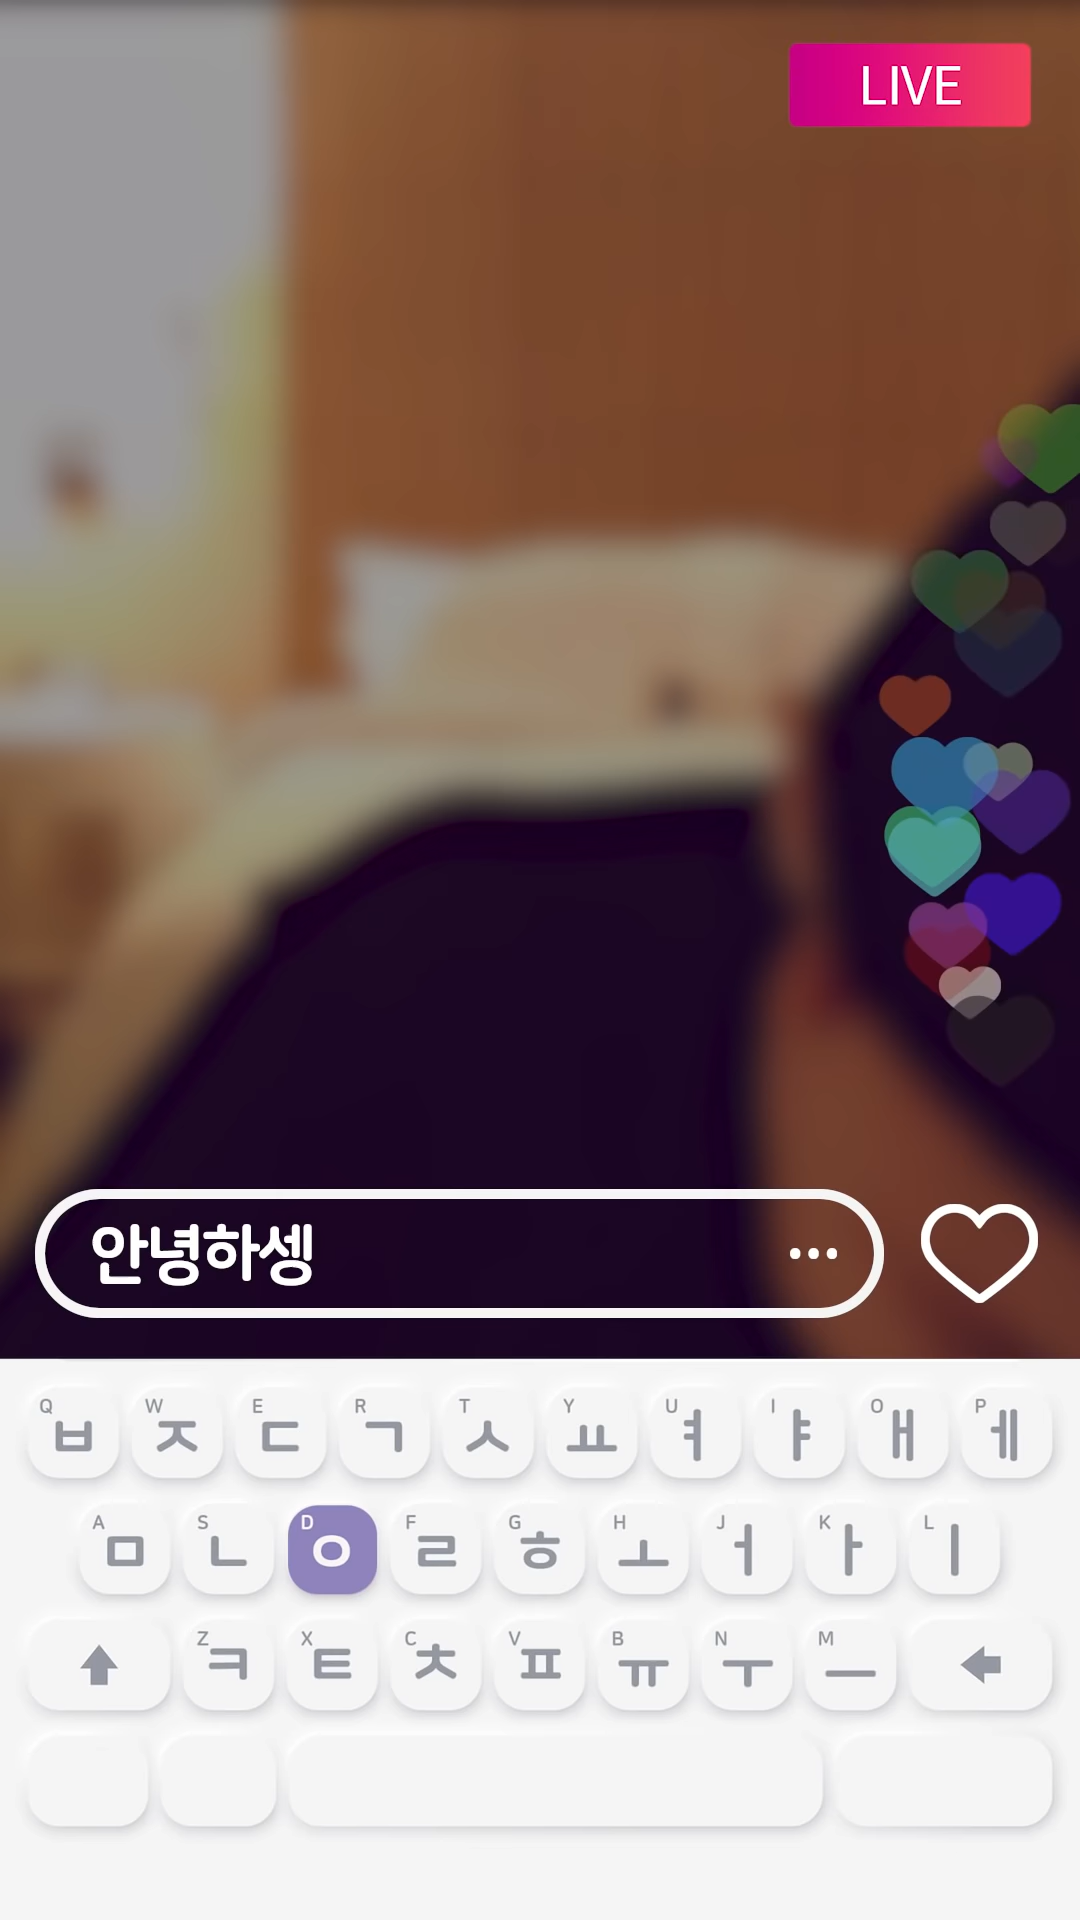 LIVE
안녕하셍
Q ㅂ W ㅈ E ㄷ R ㄱ T ㅅ Y ㅛ U ㅕ I ㅑ O ㅐ P ㅔ
A ㅁ S ㄴ D ㅇ F ㄹ G ㅎ H ㅗ J ㅓ K ㅏ L ㅣ
Z ㅋ X ㅌ C ㅊ V ㅍ B ㅠ N ㅜ M ㅡ